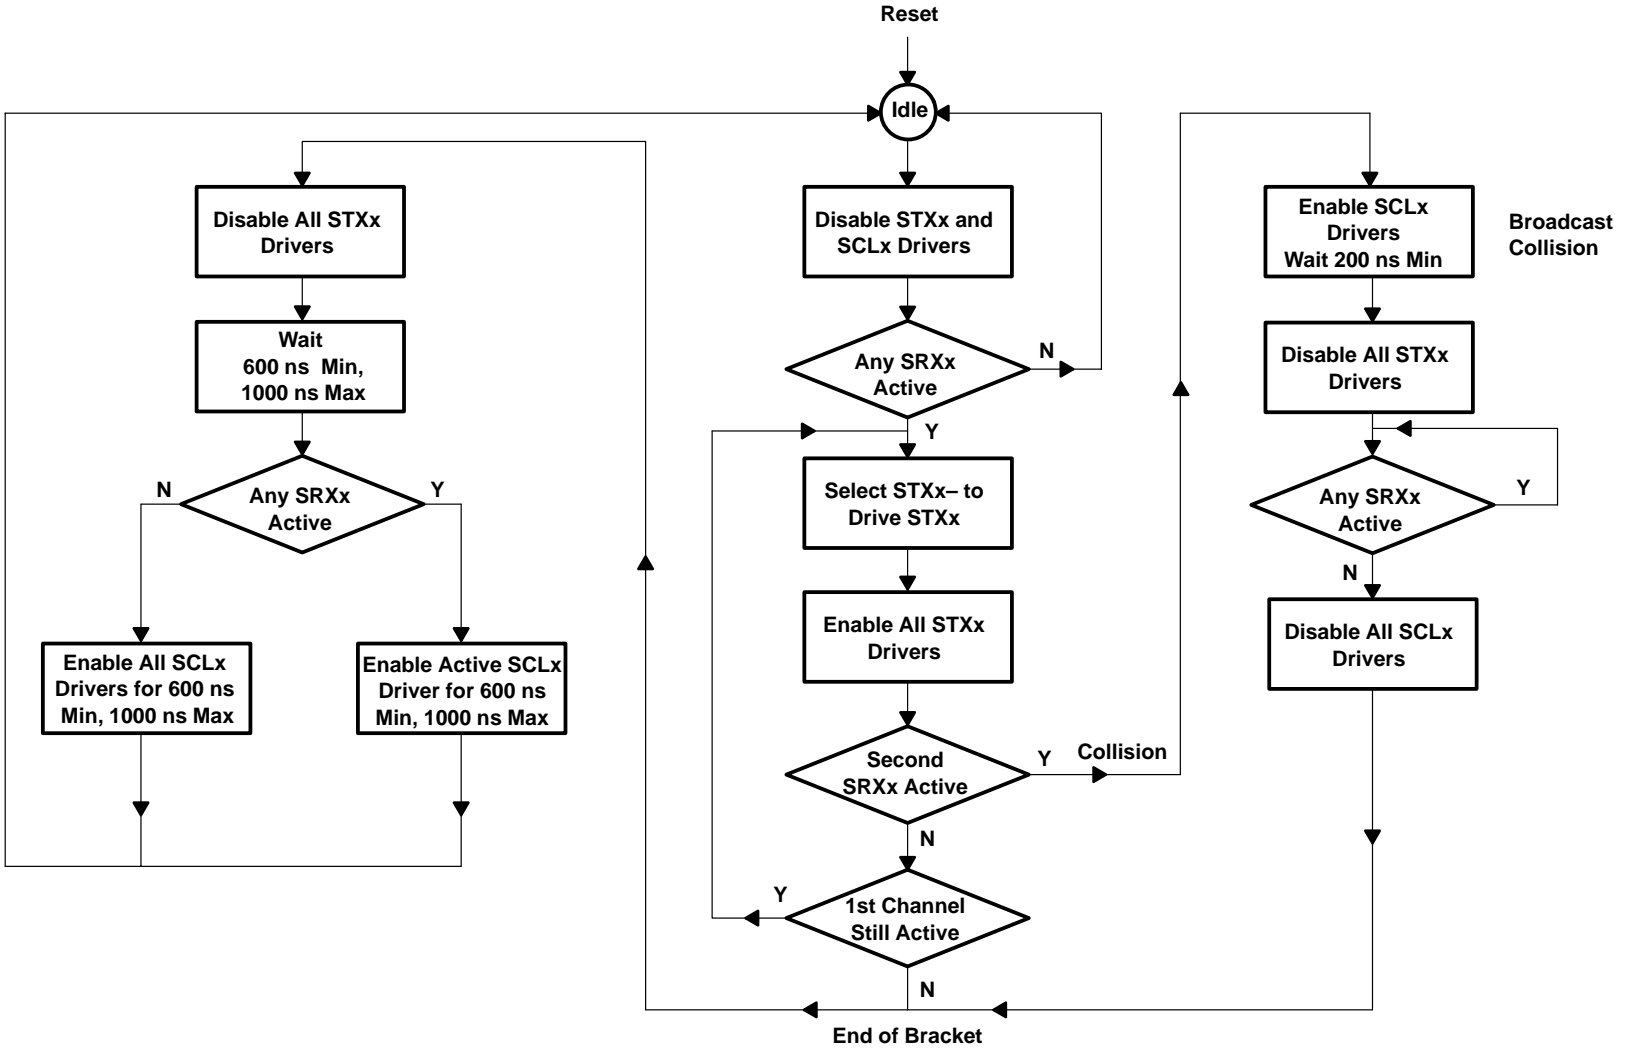 Reset
Idle
Disable All STXx
Drivers
Wait
600 ns Min,
1000 ns Max
Any SRXx
Active
N
Y
Enable All SCLx
Drivers for 600 ns
Min, 1000 ns Max
Enable Active SCLx
Driver for 600 ns
Min, 1000 ns Max
Disable STXx and
SCLx Drivers
Any SRXx
Active
N
Y
Select STXx– to
Drive STXx
Enable All STXx
Drivers
Second
SRXx Active
Y
Collision
N
1st Channel
Still Active
Y
N
End of Bracket
Enable SCLx
Drivers
Wait 200 ns Min
Broadcast
Collision
Disable All STXx
Drivers
Any SRXx
Active
Y
N
Disable All SCLx
Drivers